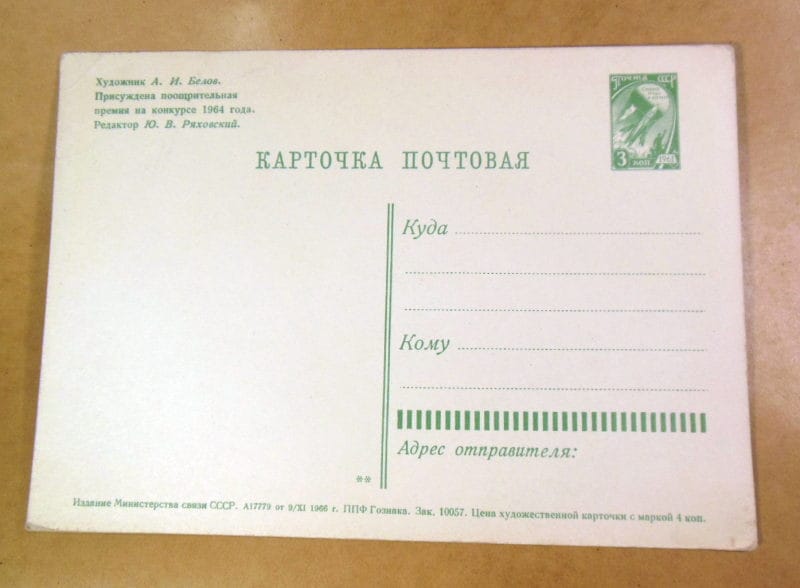 Художник А. И. Белов.
Присуждена поощрительная
премия на конкурсе 1964 года.
Редактор Ю. В. Ряховский.
ПОЧТА СССР
3 КОП
1961
КАРТОЧКА ПОЧТОВАЯ
Куда
Кому
Адрес отправителя:
**
Издание Министерства связи СССР. А17779 от 9/XI 1966 г. ППФ Гознака. Зак. 10057. Цена художественной карточки с маркой 4 коп.